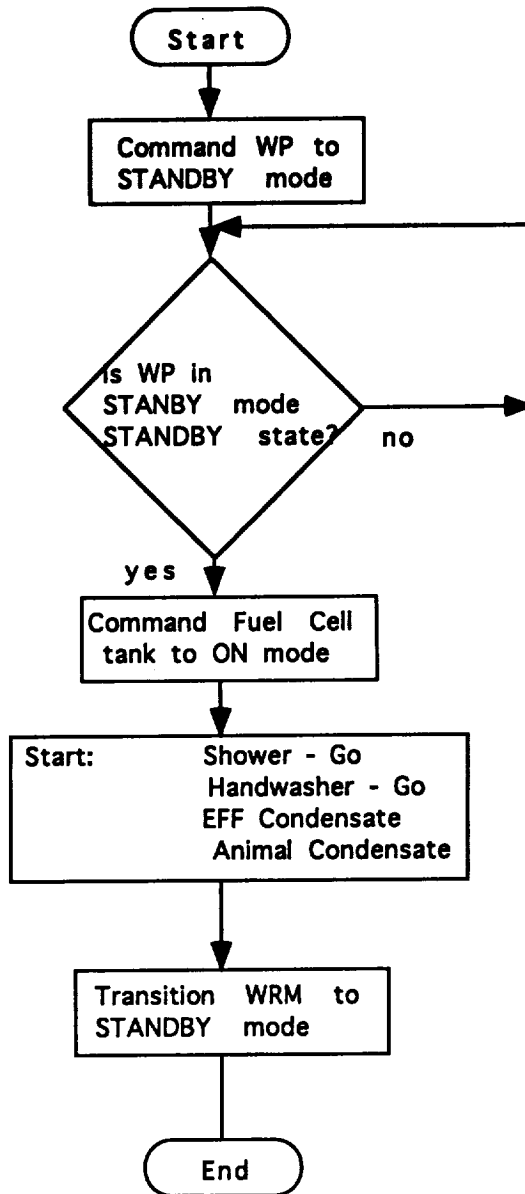 Start
Command WP to
STANDBY mode
Is WP in
STANBY mode
STANDBY state?
no
yes
Command Fuel Cell
tank to ON mode
Start: Shower - Go
Handwasher - Go
EFF Condensate
Animal Condensate
Transition WRM to
STANDBY mode
End